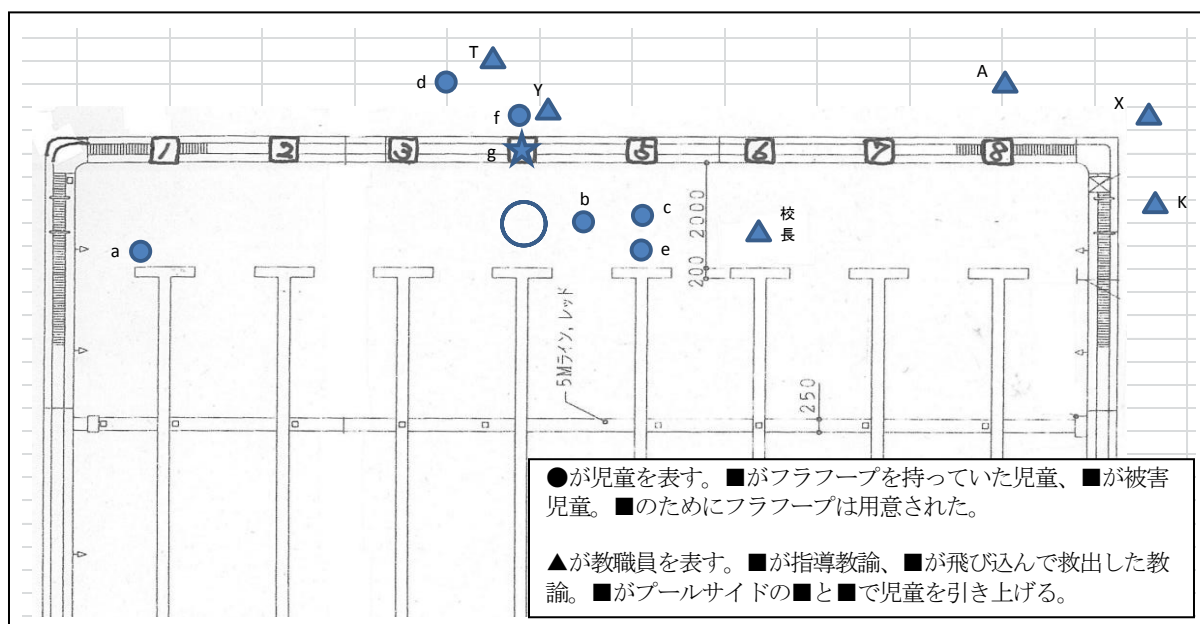 T
A
d
Y
X
f
g
1
2
3
5
6
7
8
b
c
校
長
K
a
e
2000
200
5Mライン,レッド
250
●が児童を表す。■がフラフープを持っていた児童、■が被害
児童。■のためにフラフープは用意された。
▲が教職員を表す。■が指導教諭、■が飛び込んで救出した教
諭。■がプールサイドの■と■で児童を引き上げる。